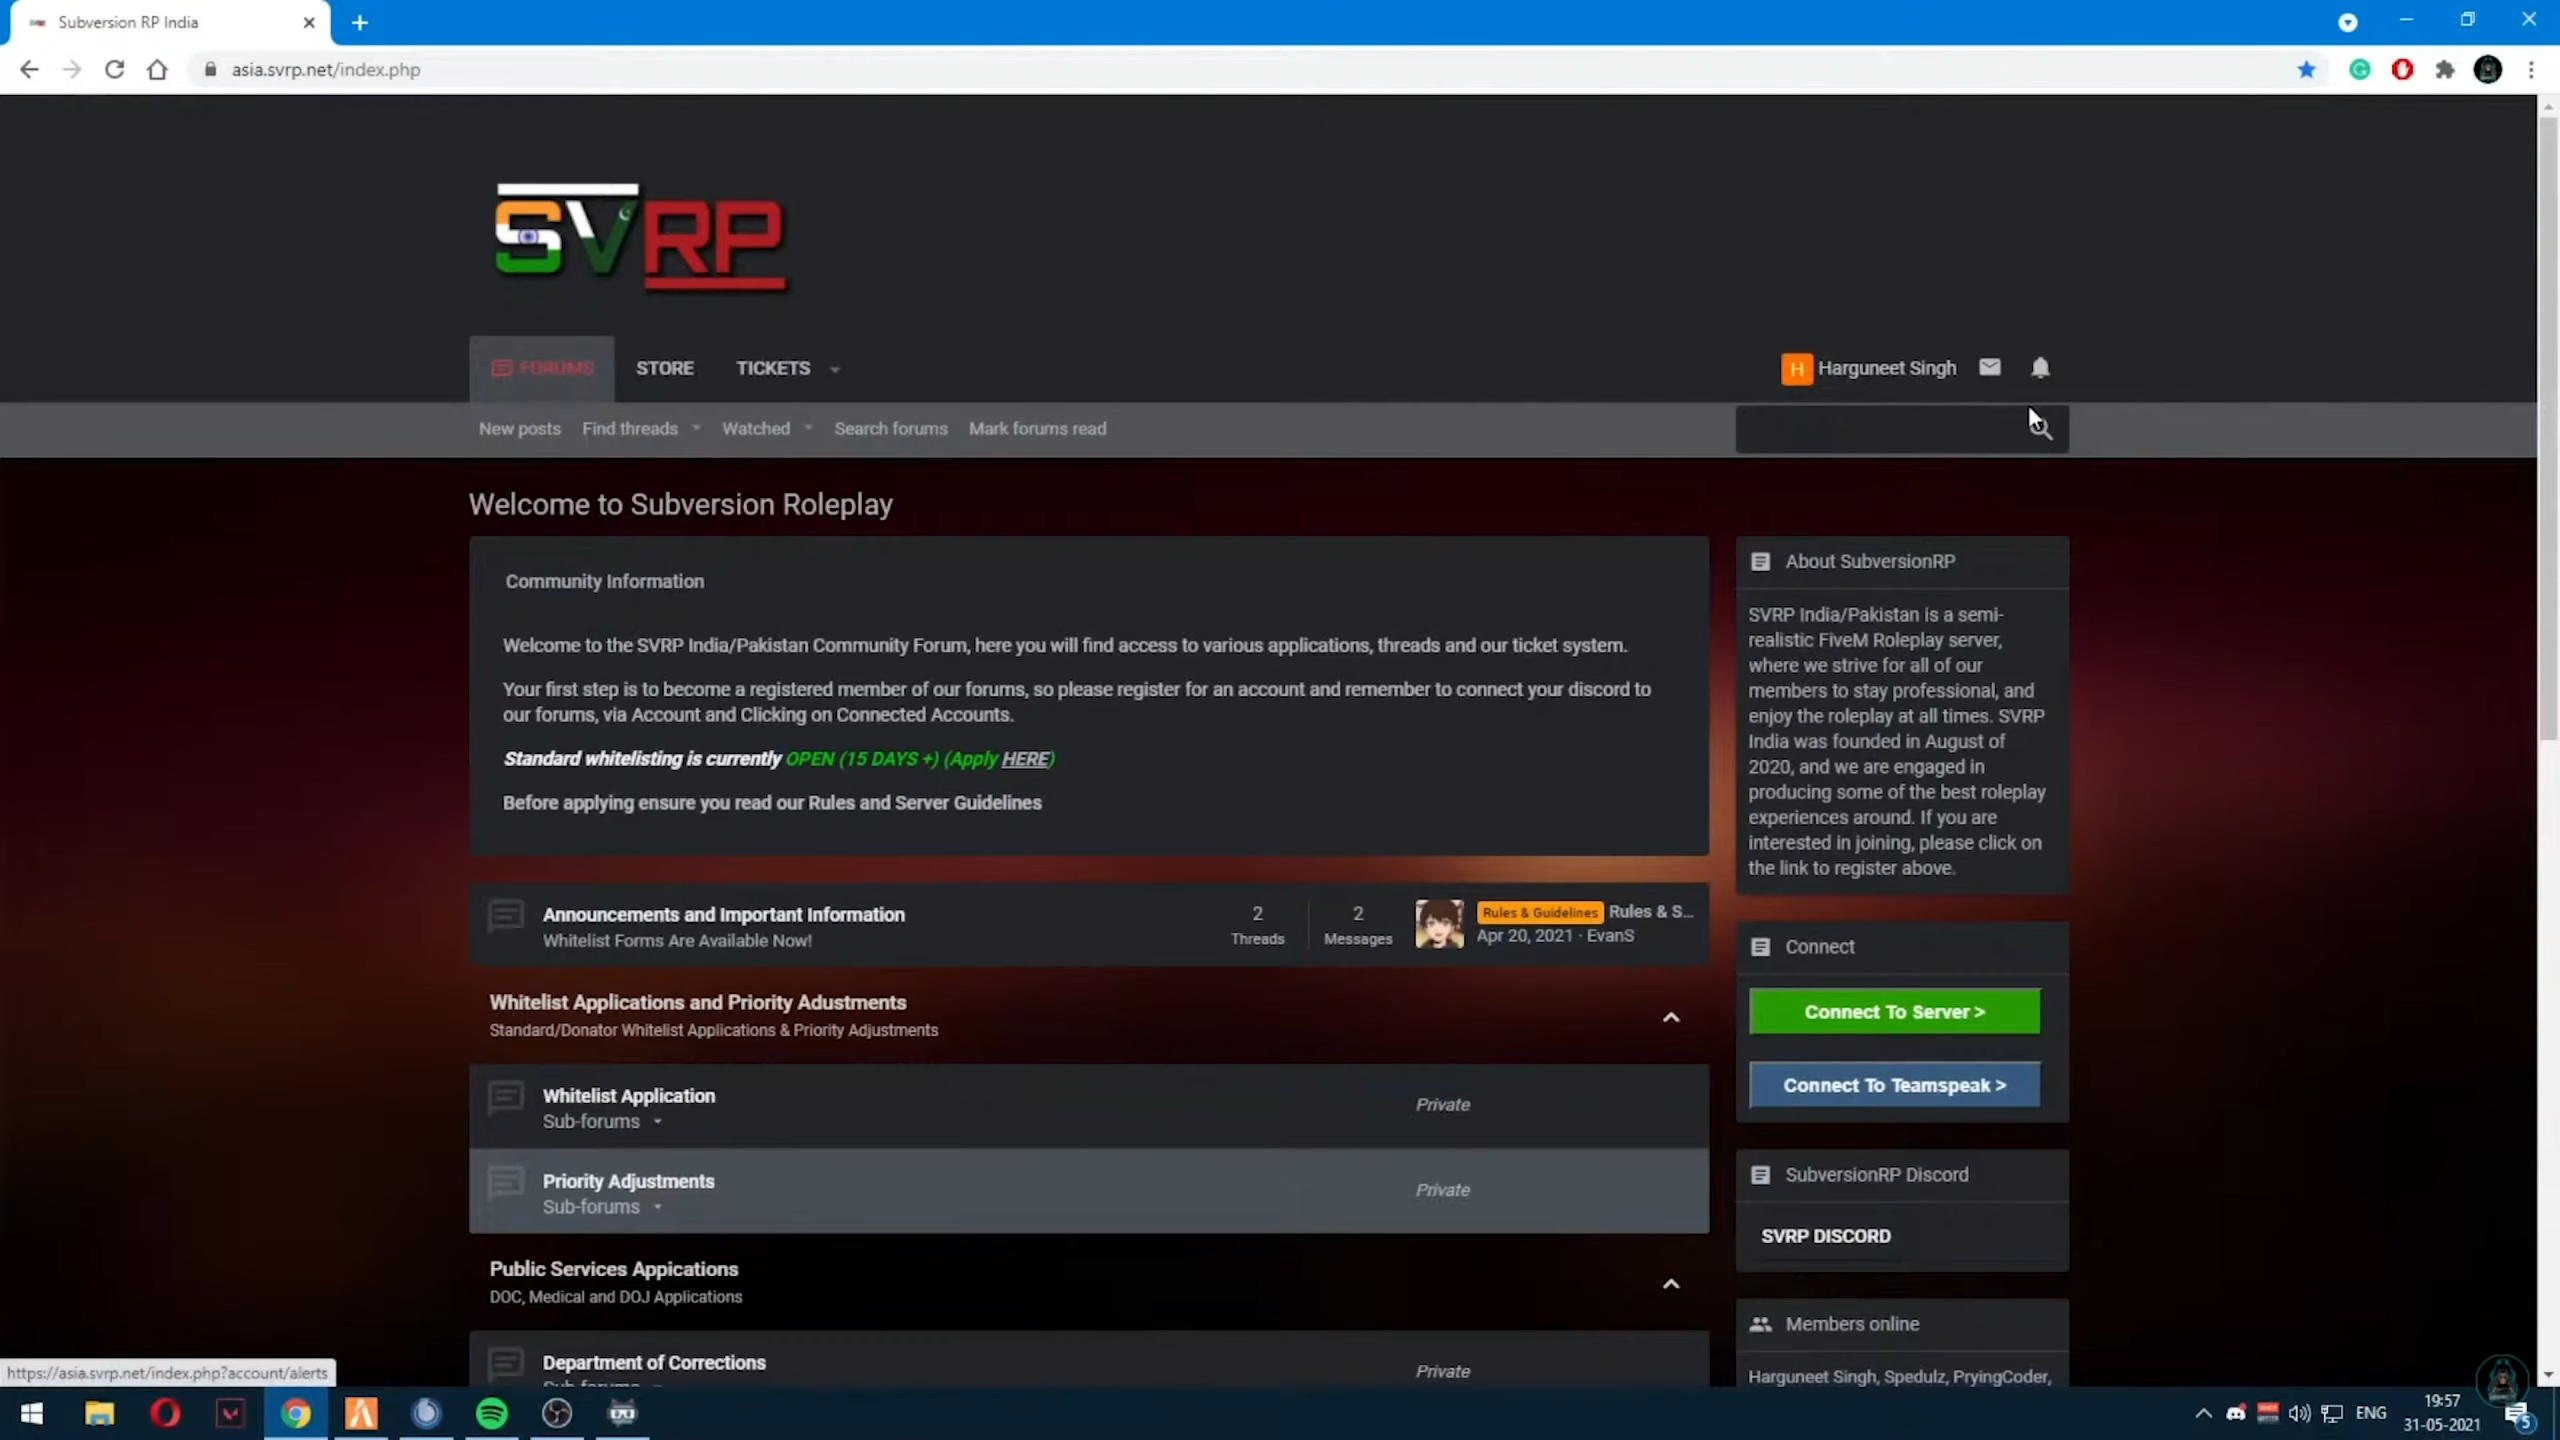 Subversion RP India
asia.svrp.net/index.php
SVRP
FORUMS
STORE
TICKETS
H
Harguneet Singh
New posts
Find threads
Watched
Search forums
Mark forums read
Welcome to Subversion Roleplay
Community Information
Welcome to the SVRP India/Pakistan Community Forum, here you will find access to various applications, threads and our ticket system.
Your first step is to become a registered member of our forums, so please register for an account and remember to connect your discord to
our forums, via Account and Clicking on Connected Accounts.
Standard whitelisting is currently OPEN (15 DAYS +) (Apply HERE)
Before applying ensure you read our Rules and Server Guidelines
Announcements and Important Information
Whitelist Forms Are Available Now!
2
Threads
2
Messages
Rules & Guidelines Rules & S...
Apr 20, 2021 · EvanS
Whitelist Applications and Priority Adustments
Standard/Donator Whitelist Applications & Priority Adjustments
Whitelist Application
Sub-forums
Private
Priority Adjustments
Sub-forums
Private
Public Services Appications
DOC, Medical and DOJ Applications
Department of Corrections
Sub-forums
Private
About SubversionRP
SVRP India/Pakistan is a semi-
realistic FiveM Roleplay server,
where we strive for all of our
members to stay professional, and
enjoy the roleplay at all times. SVRP
India was founded in August of
2020, and we are engaged in
producing some of the best roleplay
experiences around. If you are
interested in joining, please click on
the link to register above.
Connect
Connect To Server >
Connect To Teamspeak >
SubversionRP Discord
SVRP DISCORD
Members online
Harguneet Singh, Spedulz, PryingCoder,
https://asia.svrp.net/index.php?account/alerts
ENG
19:57
31-05-2021
5